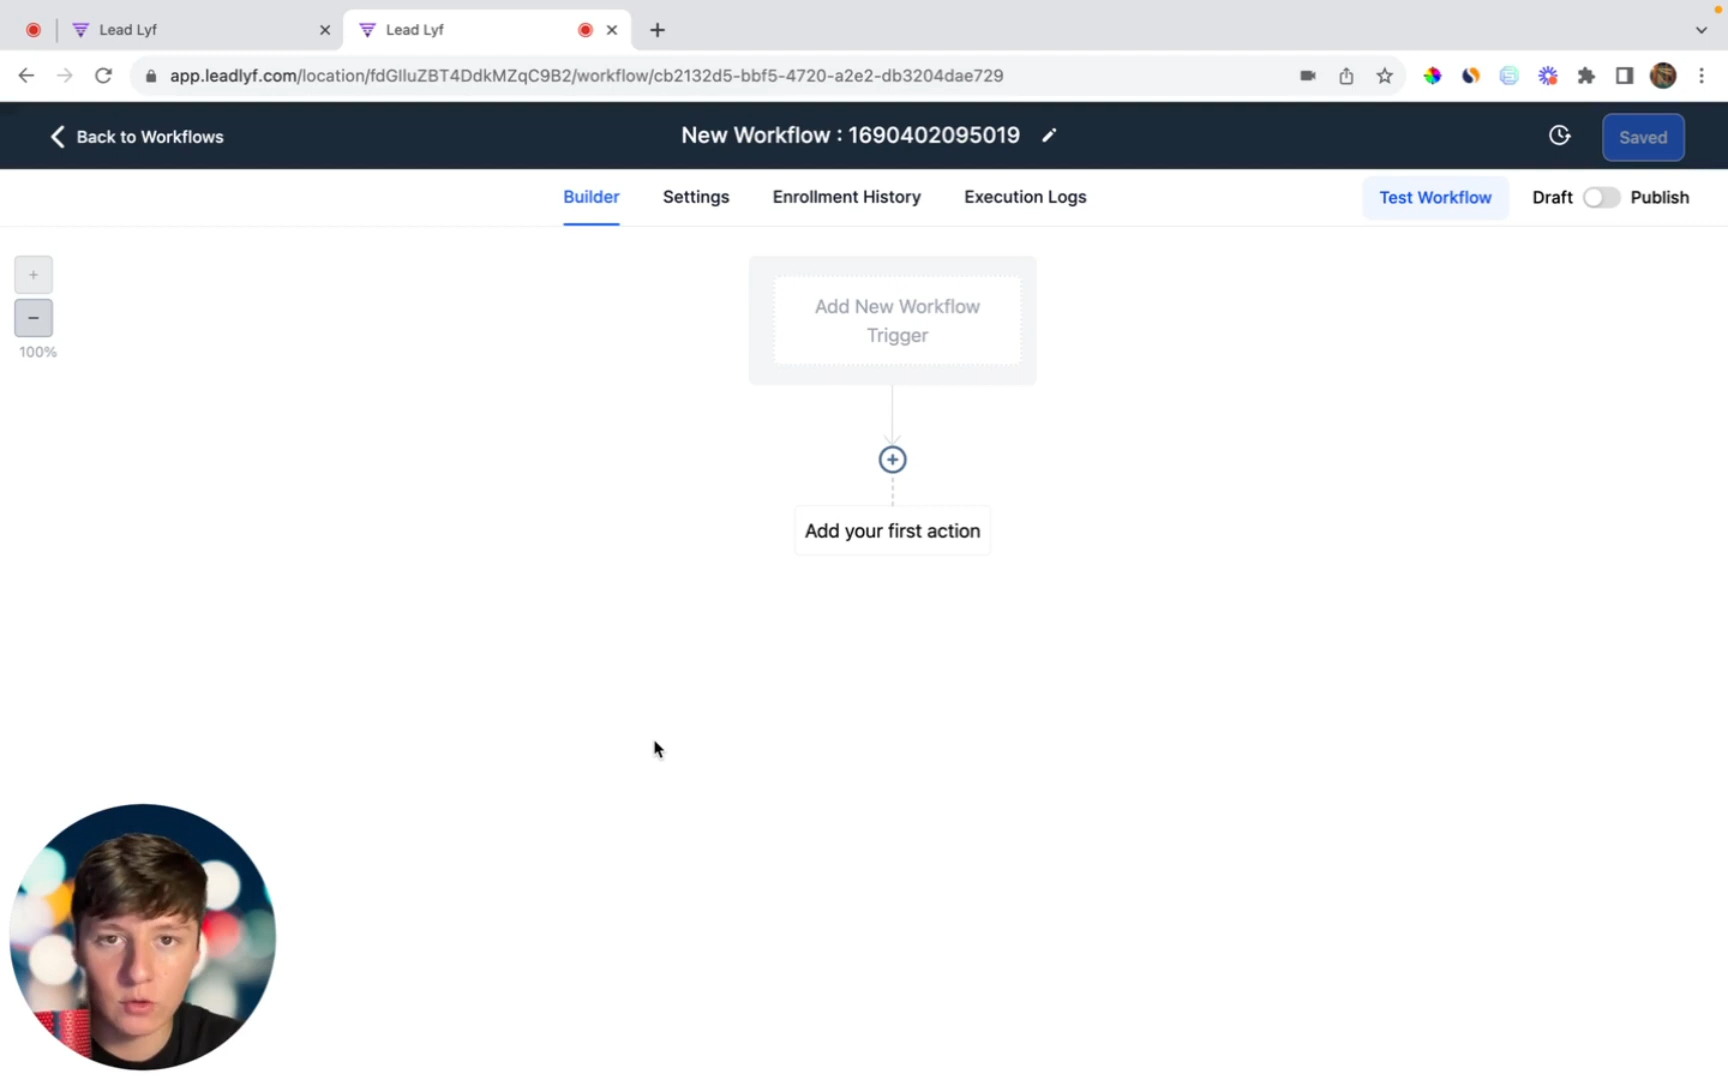 Lead Lyf
Lead Lyf
app.leadlyf.com/location/fdGIluZBT4DdkMZqC9B2/workflow/cb2132d5-bbf5-4720-a2e2-db3204dae729
Back to Workflows
New Workflow : 1690402095019
Saved
Builder
Settings
Enrollment History
Execution Logs
Test Workflow
Draft
Publish
+
−
100%
Add New Workflow
Trigger
Add your first action